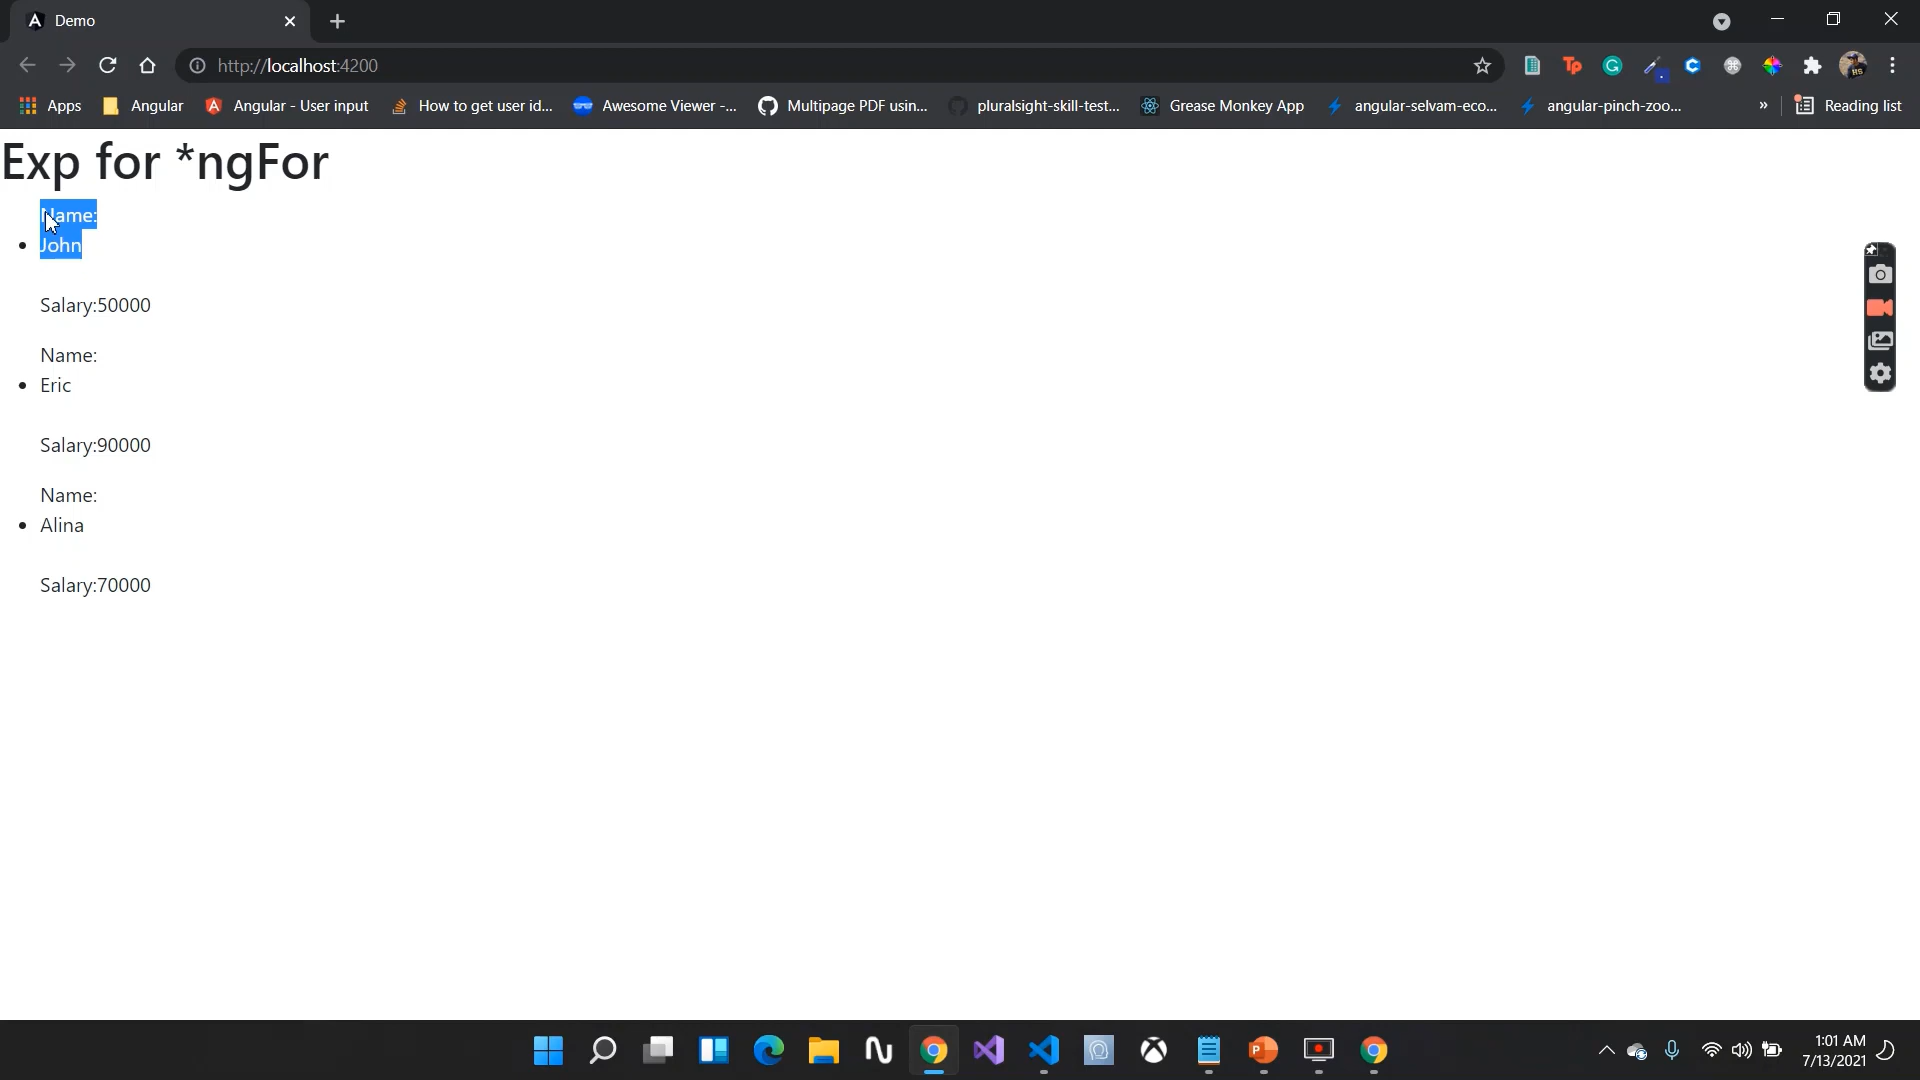 Demo
http://localhost:4200
Apps Angular Angular - User input How to get user id... Awesome Viewer -... Multipage PDF usin... pluralsight-skill-test... Grease Monkey App angular-selvam-eco... angular-pinch-zoo... » Reading list
Exp for *ngFor
Name:
• John
Salary:50000
Name:
• Eric
Salary:90000
Name:
• Alina
Salary:70000
1:01 AM
7/13/2021